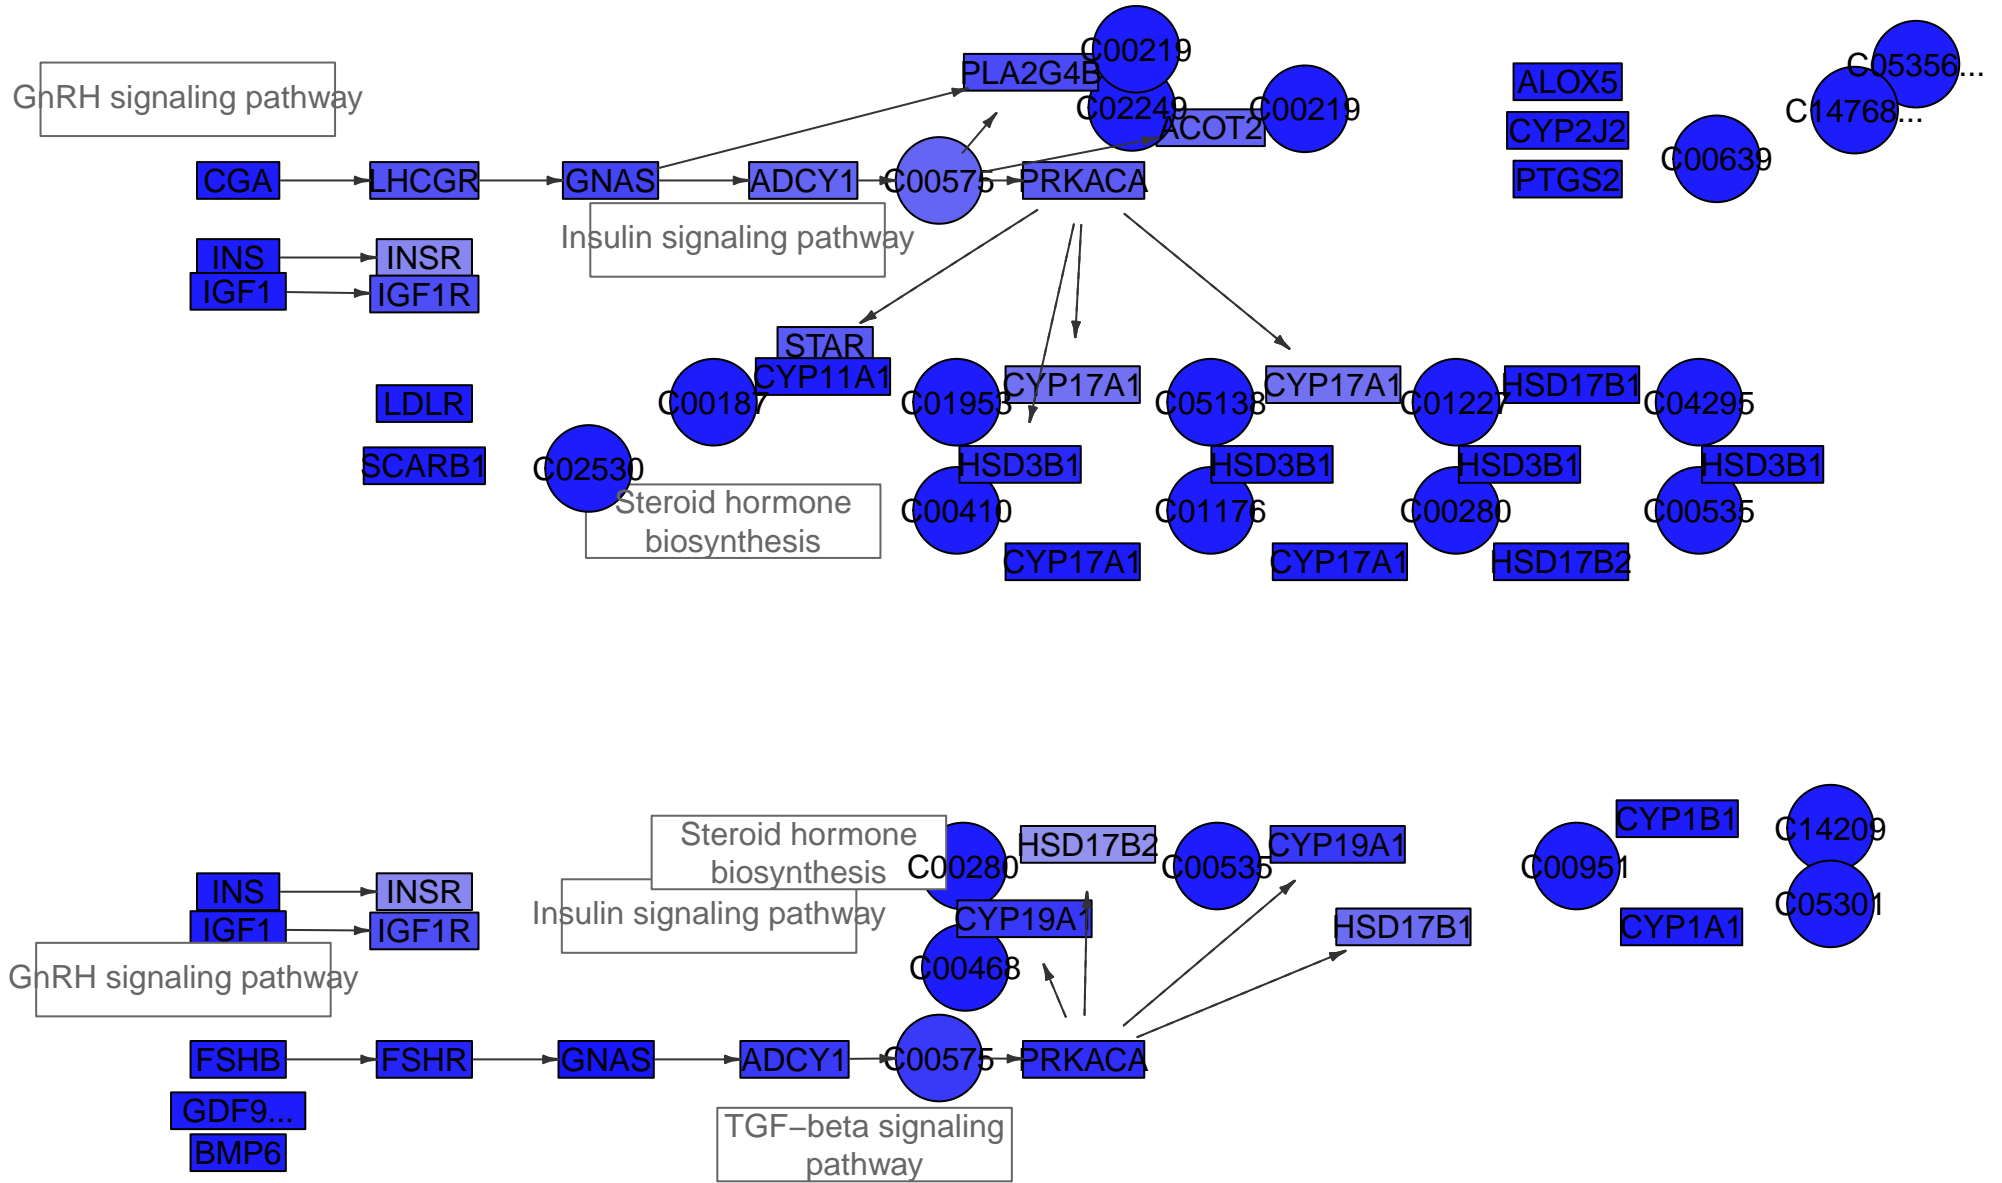 GnRH signaling pathway
PLA2G4B
C00219
C02249
ACOT2
C00219
ALOX5
CYP2J2
PTGS2
C00639
C14768...
C05356...
CGA
LHCGR
GNAS
ADCY1
C00575
PRKACA
INS
INSR
IGF1
IGF1R
Insulin signaling pathway
STAR
CYP11A1
C00187
C01953
CYP17A1
C05138
CYP17A1
C01227
HSD17B1
C04295
LDLR
SCARB1
C02530
HSD3B1
HSD3B1
HSD3B1
HSD3B1
Steroid hormone
biosynthesis
C00410
C01176
C00280
C00535
CYP17A1
CYP17A1
HSD17B2
Steroid hormone
biosynthesis
C00280
HSD17B2
C00535
CYP19A1
C00951
CYP1B1
C14209
INS
INSR
IGF1
IGF1R
Insulin signaling pathway
CYP19A1
HSD17B1
CYP1A1
C05301
GnRH signaling pathway
C00468
FSHB
FSHR
GNAS
ADCY1
C00575
PRKACA
GDF9...
BMP6
TGF−beta signaling
pathway